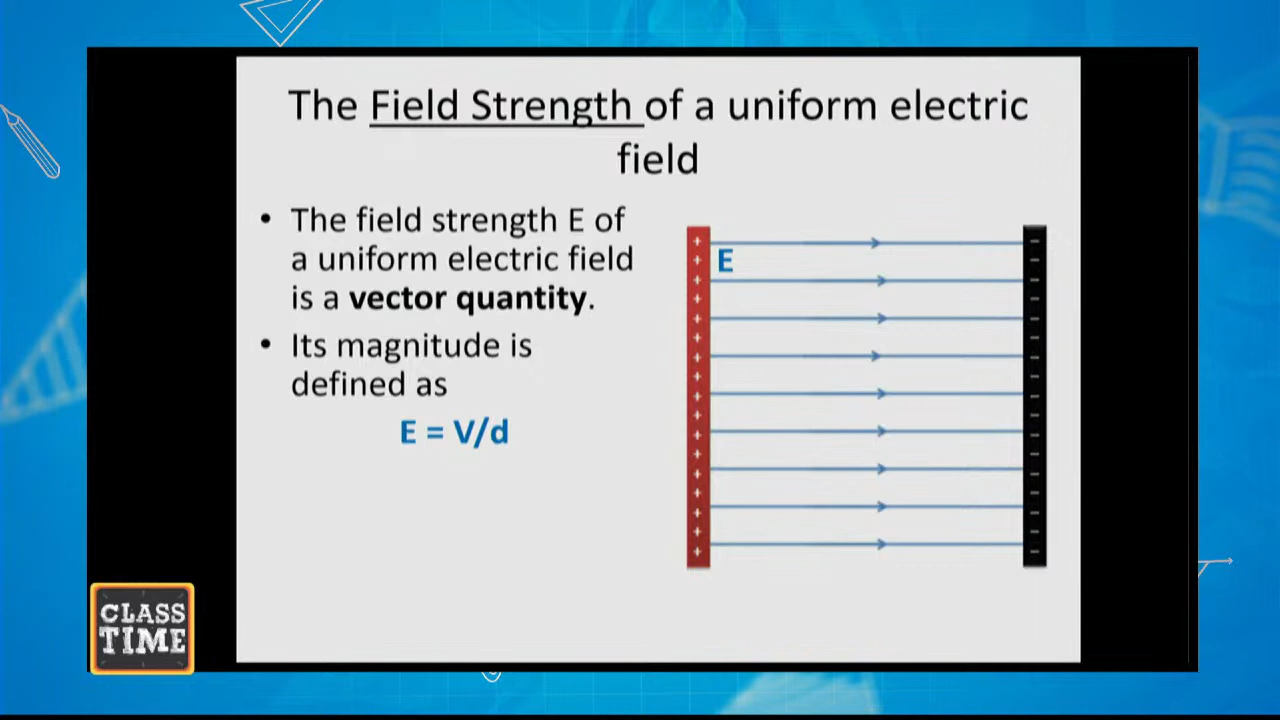 The Field Strength of a uniform electric
field
• The field strength E of
a uniform electric field
is a vector quantity.
• Its magnitude is
defined as
E = V/d
E
CLASS
TIME